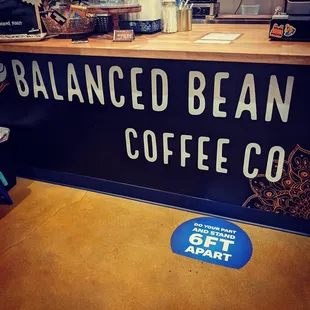 BALANCED BEAN
COFFEE CO
DO YOUR PART
AND STAND
6FT
APART